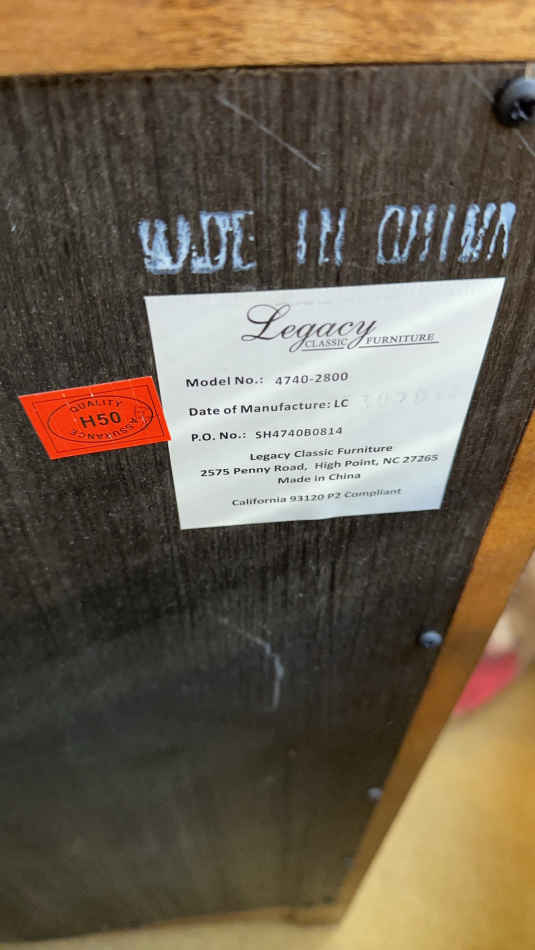 MADE IN CHINA
Legacy
CLASSIC FURNITURE
Model No.: 4740-2800
Date of Manufacture: LC
P.O. No.: SH4740B0814
Legacy Classic Furniture
2575 Penny Road, High Point, NC 27265
Made in China
California 93120 P2 Compliant
QUALITY
H50
ASSURANCE